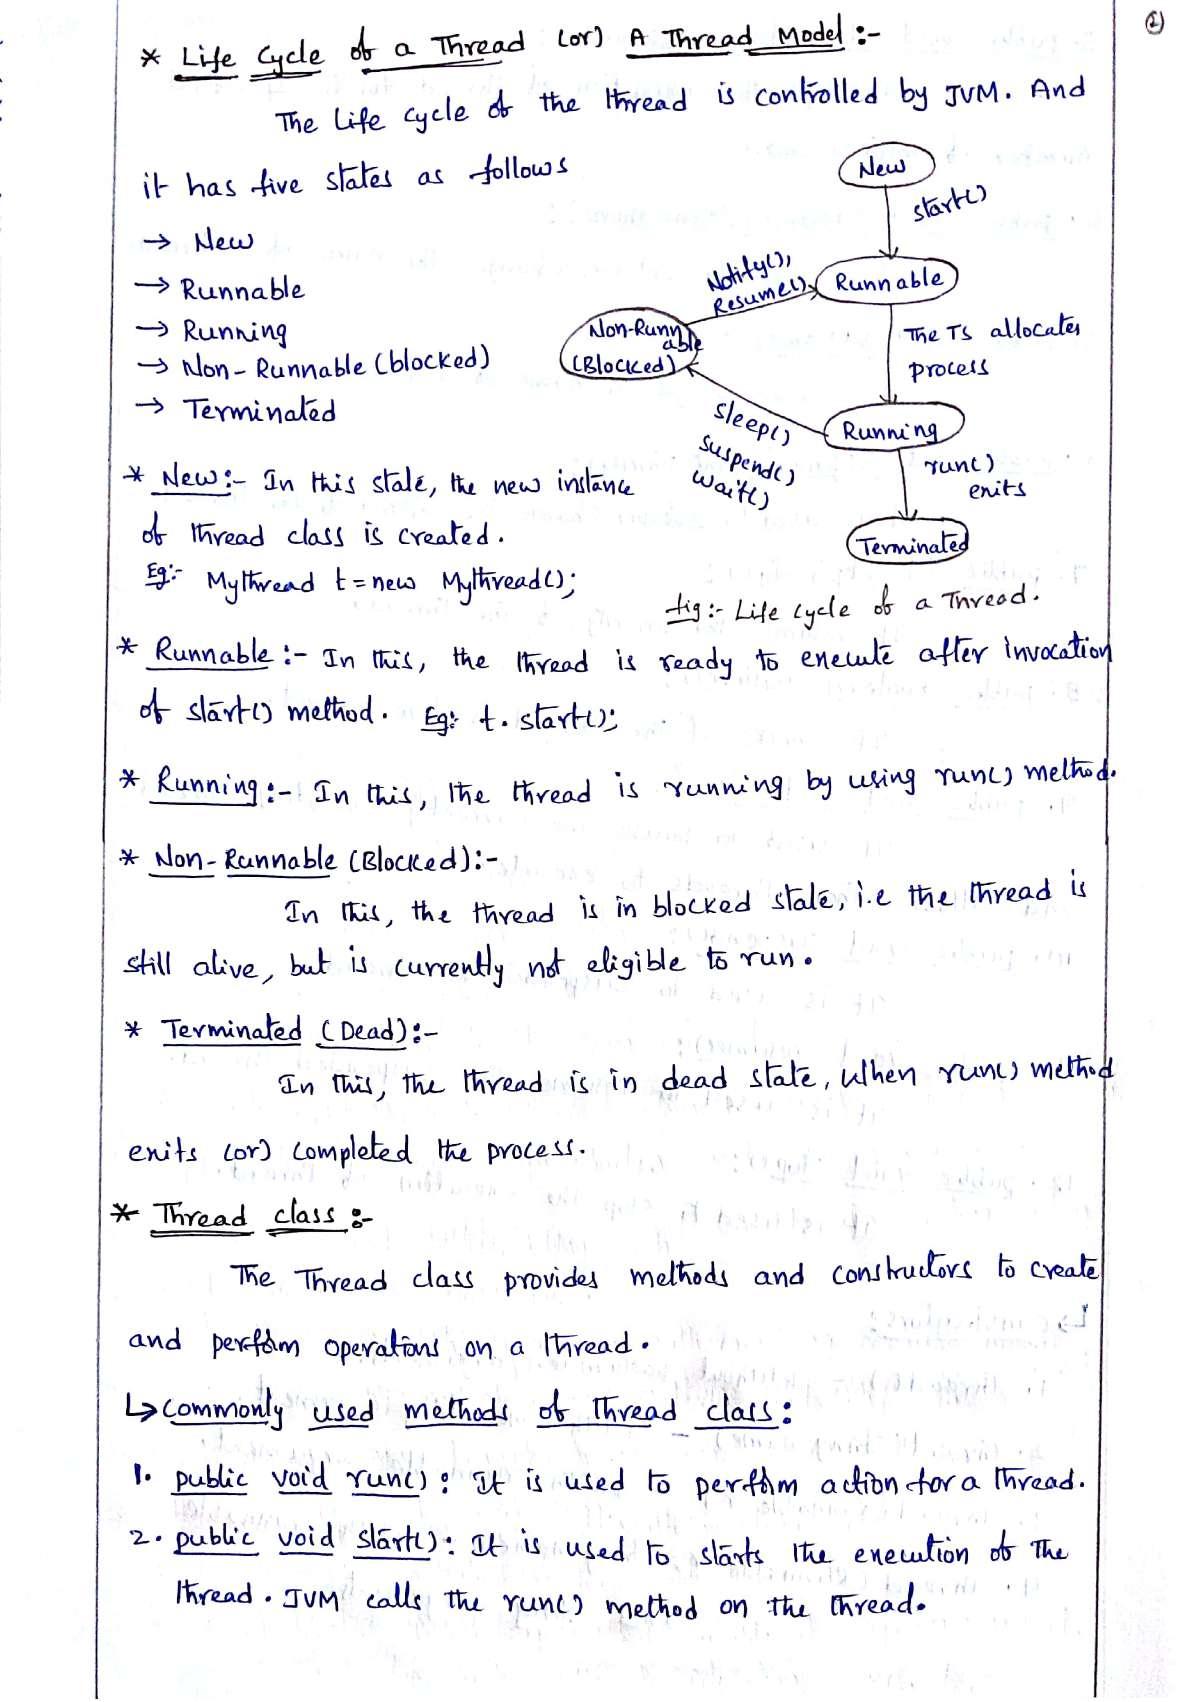 (2)
* Life Cycle of a Thread (or) A Thread Model :-
The Life cycle of the thread is controlled by JVM. And
it has five states as follows
→ New
→ Runnable
→ Running
→ Non-Runnable (blocked)
→ Terminated
New
start()
Runnable
Notify(),
Resume()
Non-Runn
able
(Blocked)
The TS allocates
process
Running
sleep()
suspend()
wait()
run()
exits
Terminated
fig :- Life cycle of a Thread.
* New :- In this state, the new instance
of thread class is created.
Eg:- Mythread t = new Mythread();
* Runnable :- In this, the thread is ready to execute after invocation
of start() method. Eg: t.start();
* Running :- In this, the thread is running by using run() method.
* Non-Runnable (Blocked):-
In this, the thread is in blocked state, i.e the thread is
still alive, but is currently not eligible to run.
* Terminated (Dead):-
In this, the thread is in dead state, when run() method
exits (or) completed the process.
* Thread class :-
The Thread class provides methods and constructors to create
and perform operations on a thread.
↳ Commonly used methods of Thread class:
1. public void run() : It is used to perform action for a thread.
2. public void start() : It is used to starts the execution of the
thread. JVM calls the run() method on the thread.